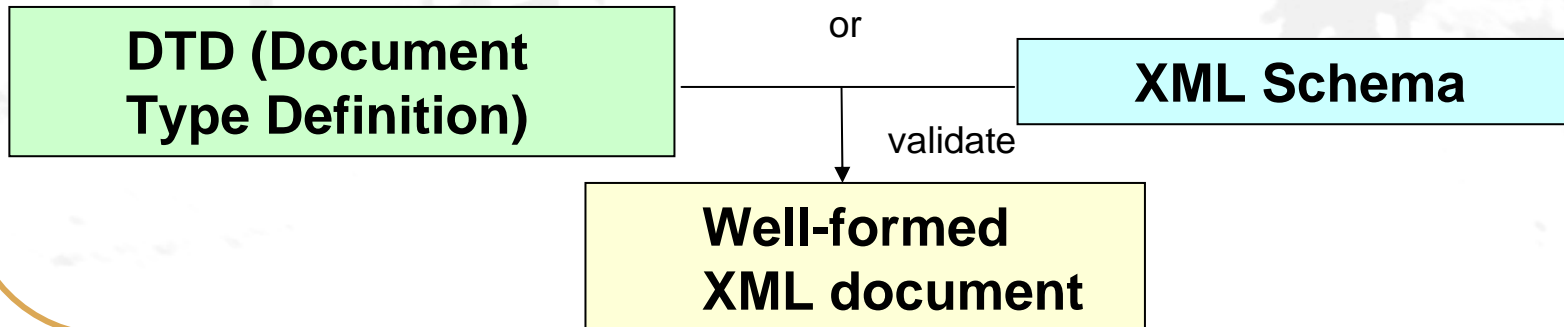 DTD (Document
Type Definition)
or
XML Schema
validate
Well-formed
XML document